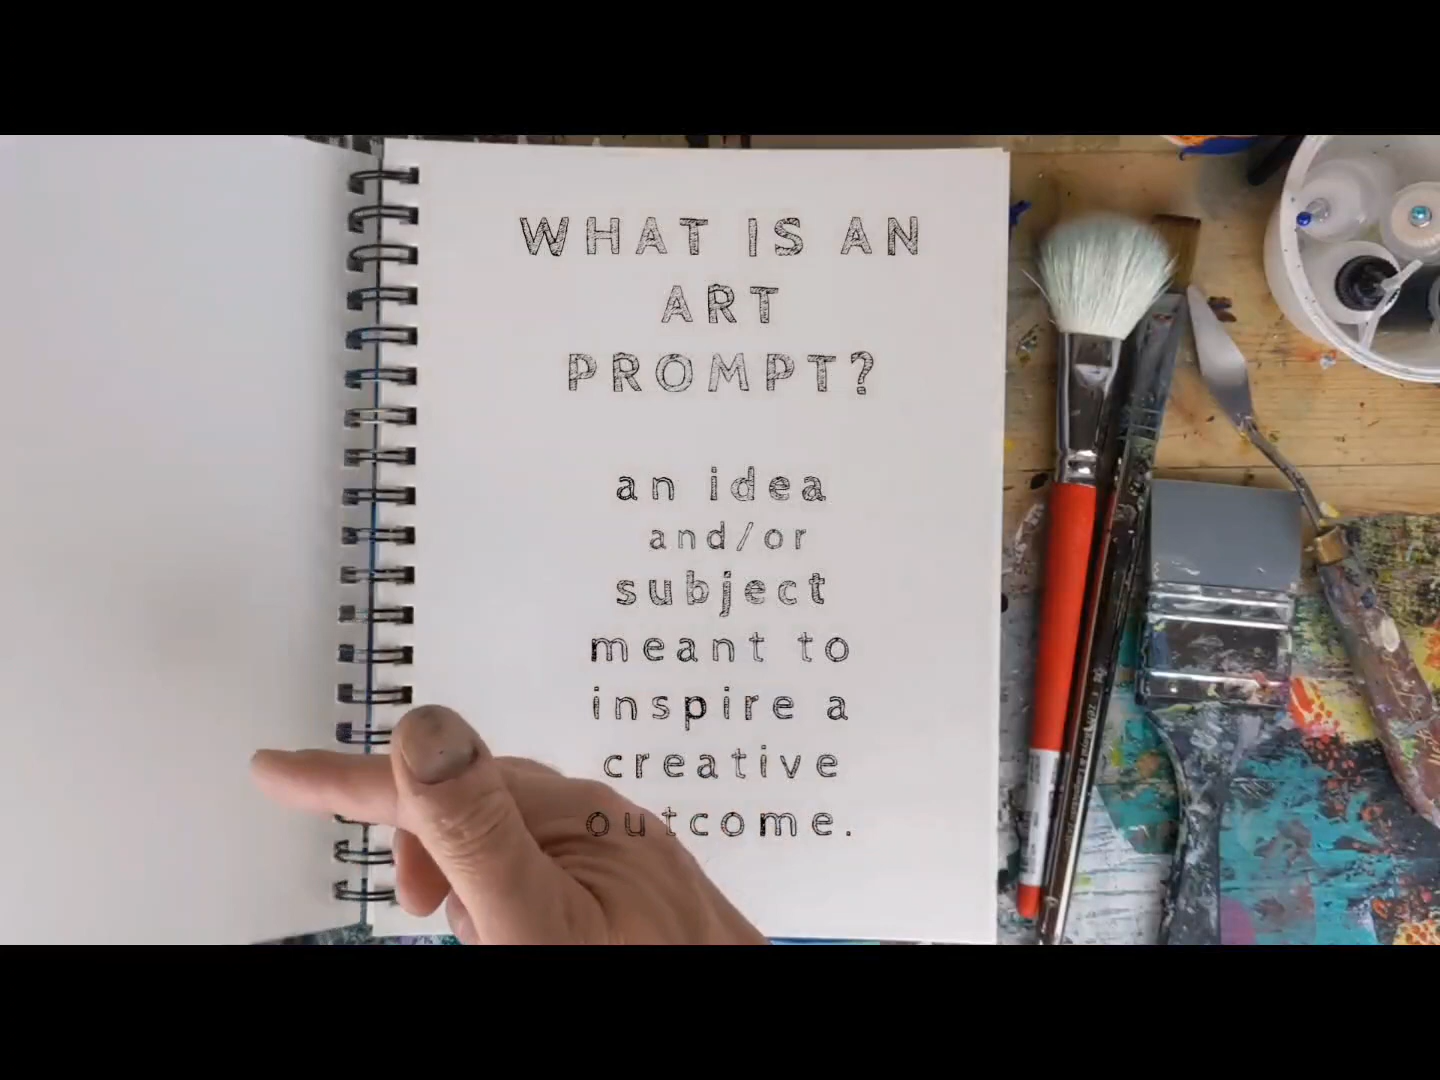 WHAT IS AN
ART
PROMPT?
an idea
and/or
subject
meant to
inspire a
creative
outcome.